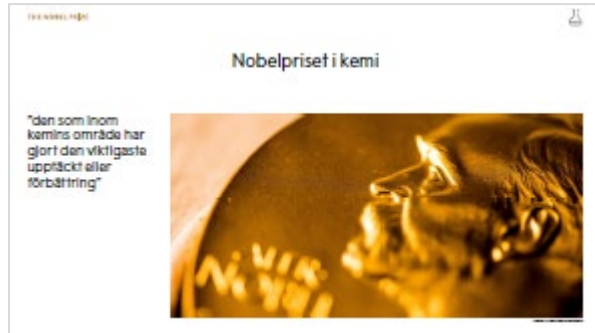 THE NOBEL PRIZE
Nobelpriset i kemi
"den som inom
kemins område har
gjort den viktigaste
upptäckt eller
förbättring"